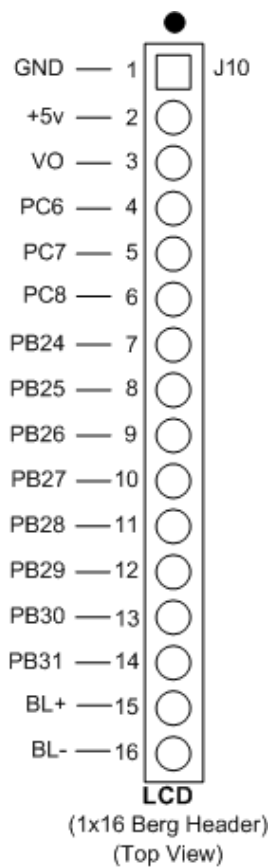 GND — 1 J10
+5v — 2
VO — 3
PC6 — 4
PC7 — 5
PC8 — 6
PB24 — 7
PB25 — 8
PB26 — 9
PB27 — 10
PB28 — 11
PB29 — 12
PB30 — 13
PB31 — 14
BL+ — 15
BL- — 16
LCD
(1x16 Berg Header)
(Top View)